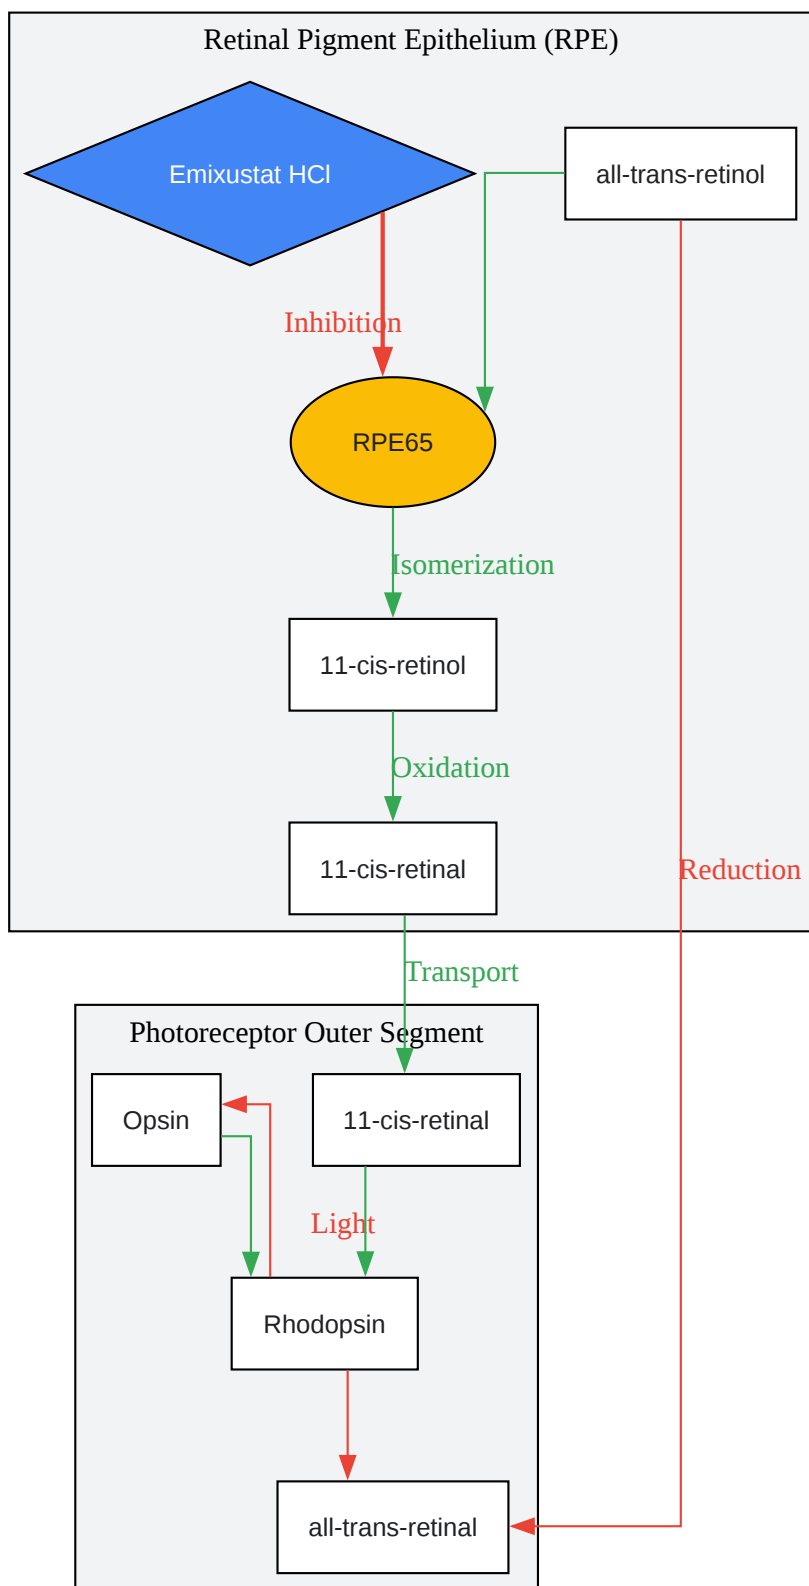 Retinal Pigment Epithelium (RPE)
Emixustat HCl
all-trans-retinol
Inhibition
RPE65
Isomerization
11-cis-retinol
Oxidation
11-cis-retinal
Reduction
Transport
Photoreceptor Outer Segment
Opsin
11-cis-retinal
Light
Rhodopsin
all-trans-retinal